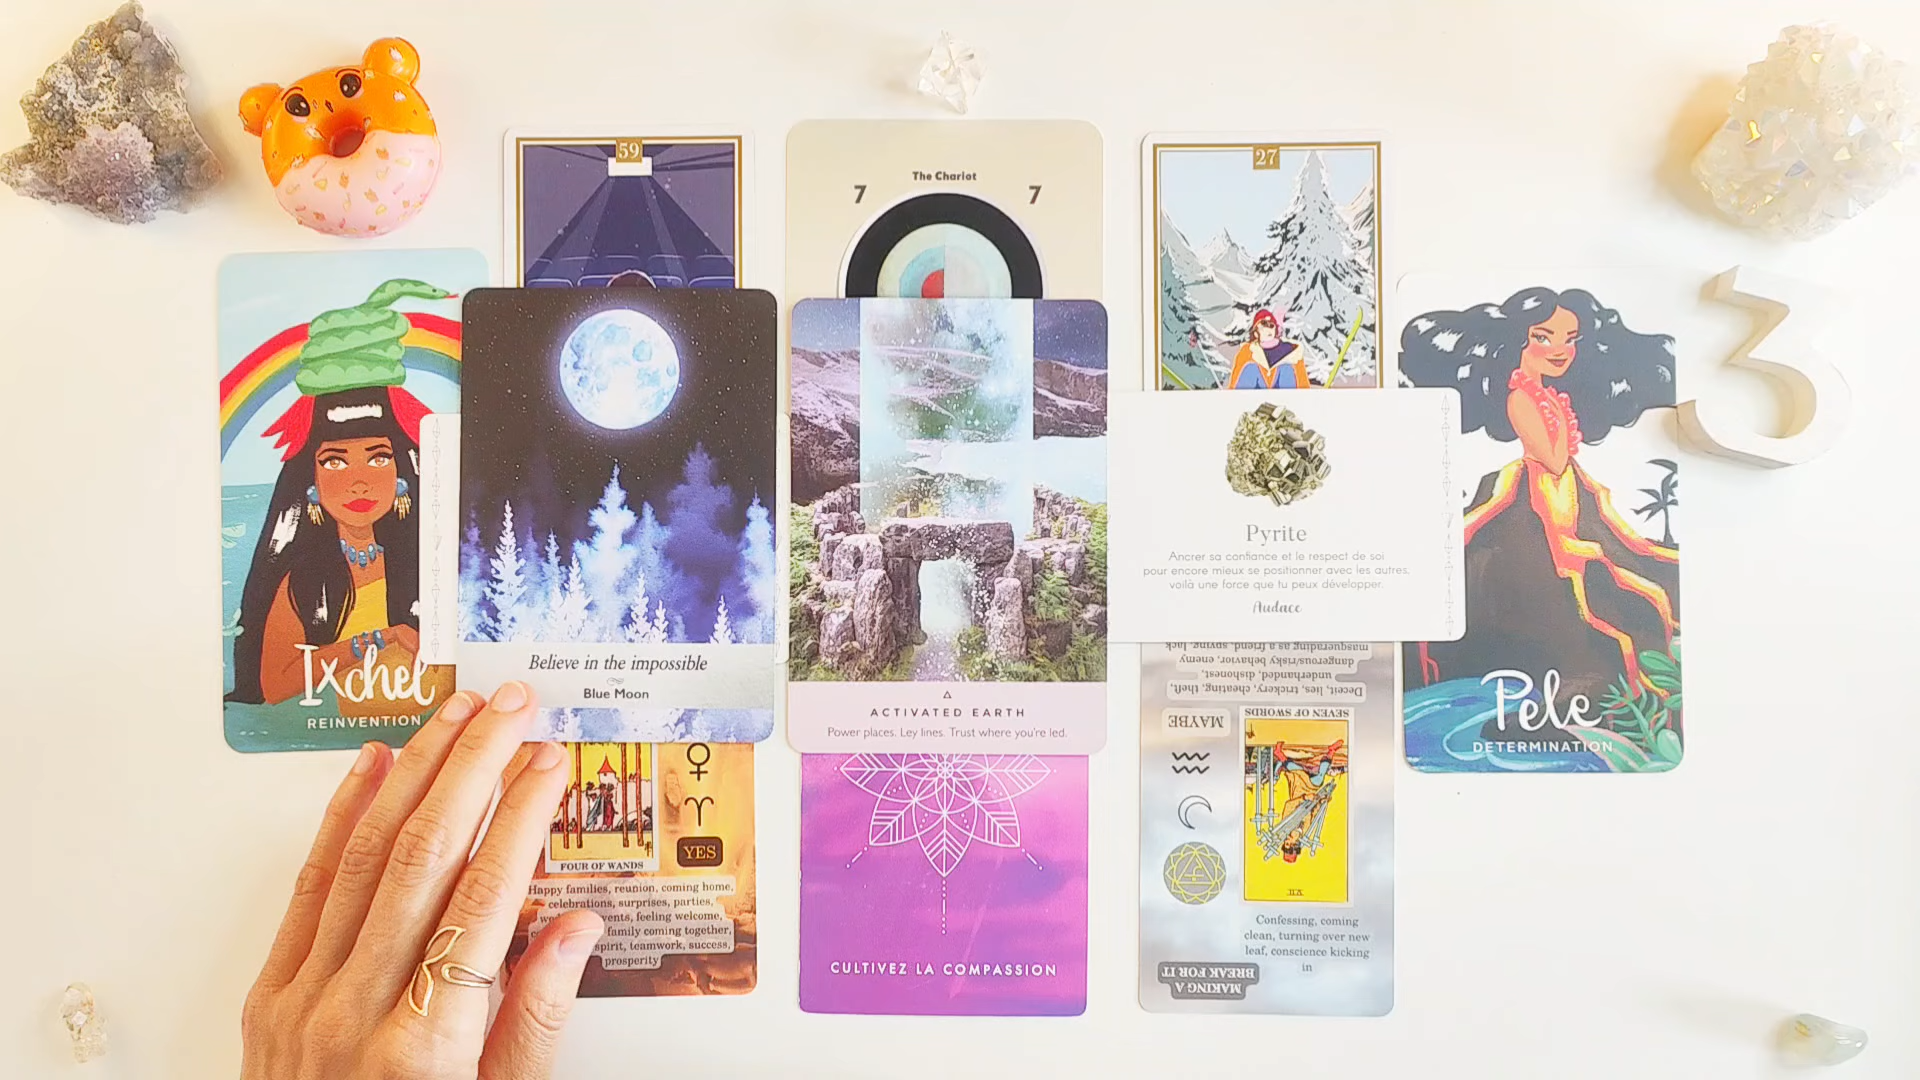 59
The Chariot
7 7
27
Ixchel
REINVENTION
Believe in the impossible
Blue Moon
ACTIVATED EARTH
Power places. Ley lines. Trust where you're led.
Pyrite
Ancrer sa confiance et le respect de soi
pour encore mieux se positionner avec les autres,
voilà une force que tu peux développer.
Audace
Pele
DETERMINATION
3
YES
FOUR OF WANDS
Happy families, reunion, coming home,
celebrations, surprises, parties,
events, feeling welcome,
family coming together,
spirit, teamwork, success,
prosperity
CULTIVEZ LA COMPASSION
Deceit, lies, trickery, cheating, theft,
underhanded, dishonest,
dangerous/risky behavior, enemy
masquerading as a friend, spying, luck,
MAYBE
SEVEN OF SWORDS
VII
Confessing, coming
clean, turning over new
leaf, conscience kicking
in
MAKING A
BREAK FOR IT